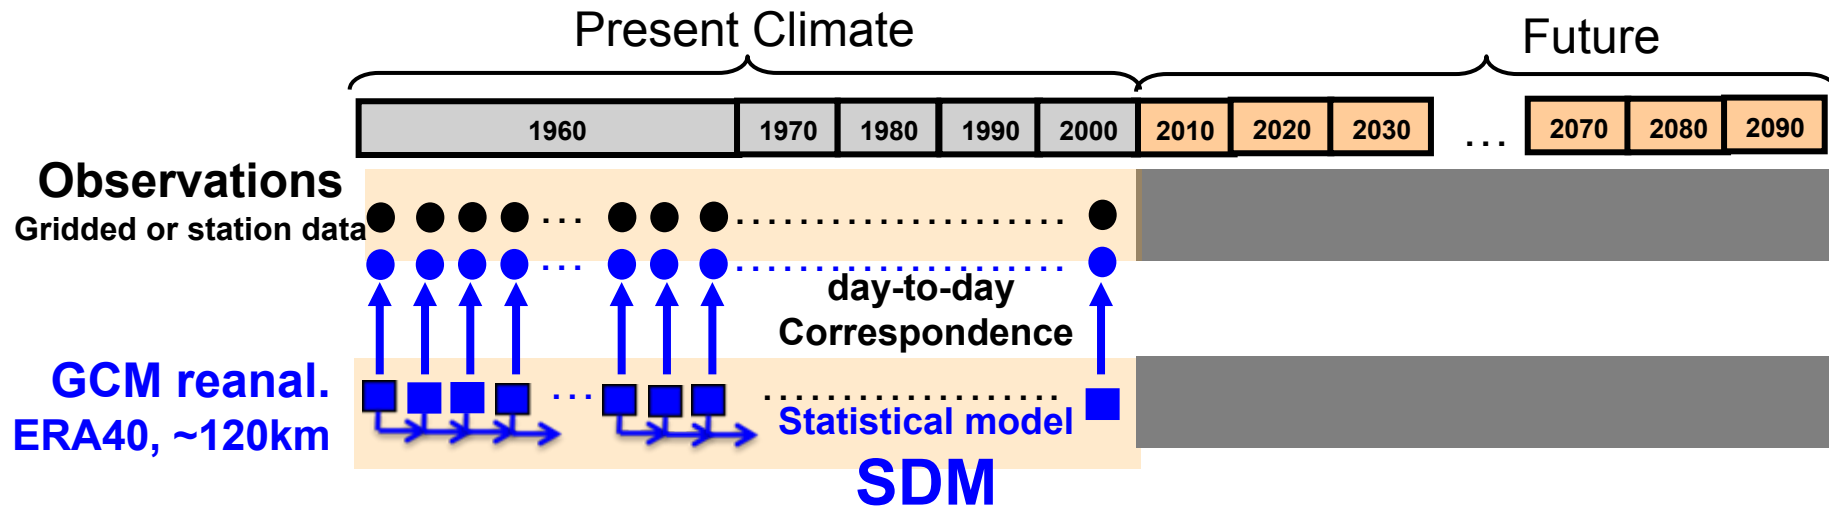 Present Climate
Future
1960 1970 1980 1990 2000 2010 2020 2030 ... 2070 2080 2090
Observations
Gridded or station data
day-to-day
Correspondence
GCM reanal.
ERA40, ~120km
Statistical model
SDM